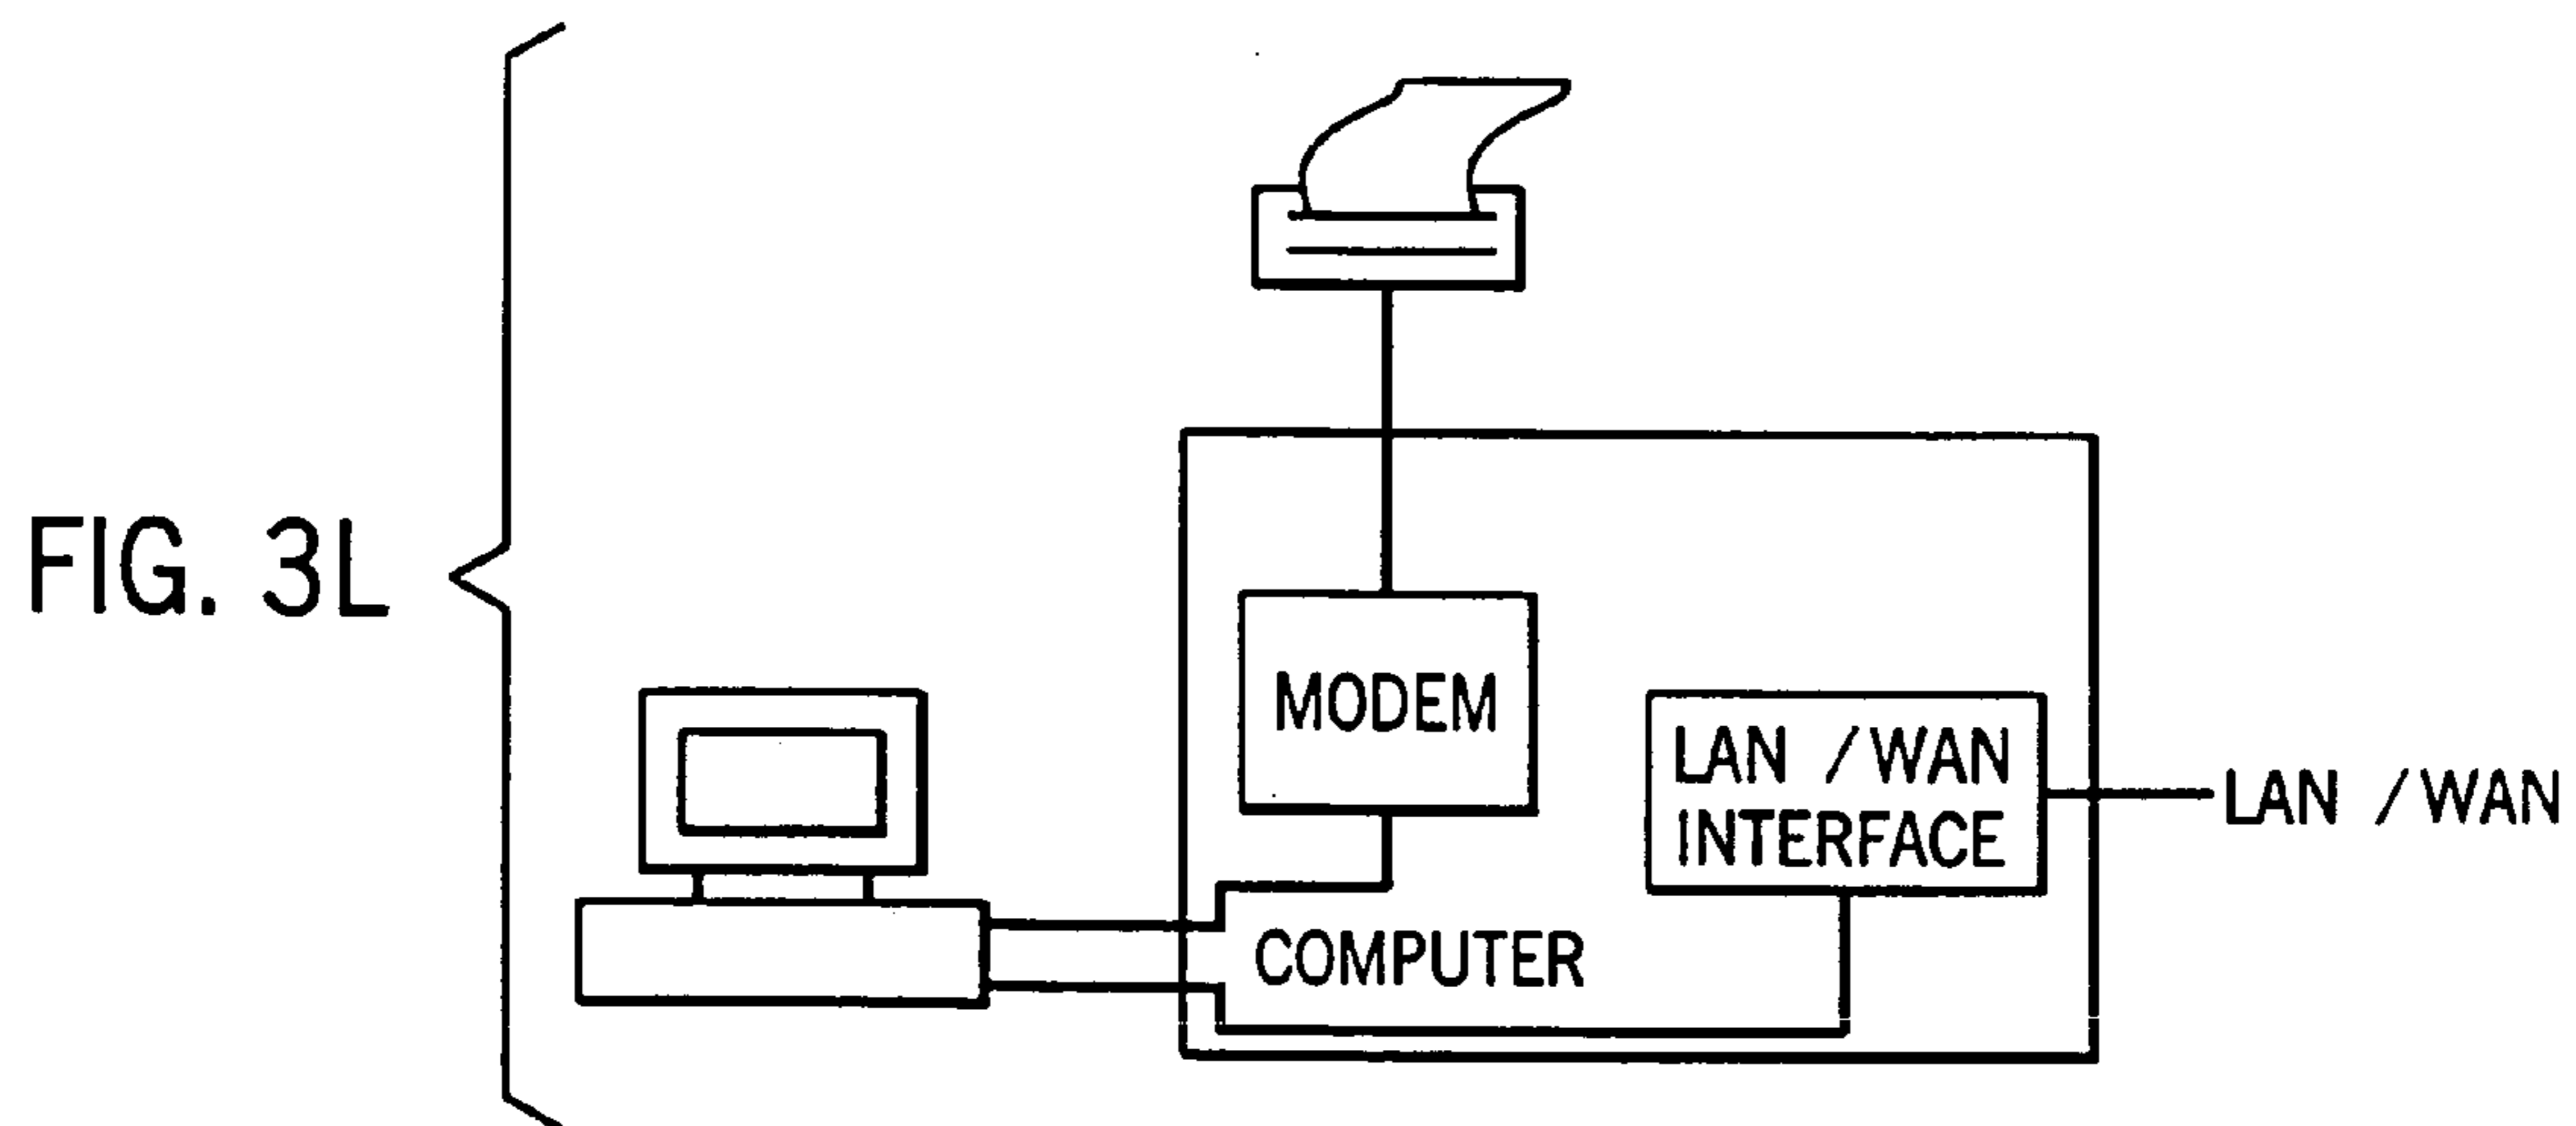 FIG. 3L
MODEM
LAN / WAN
INTERFACE
LAN / WAN
COMPUTER